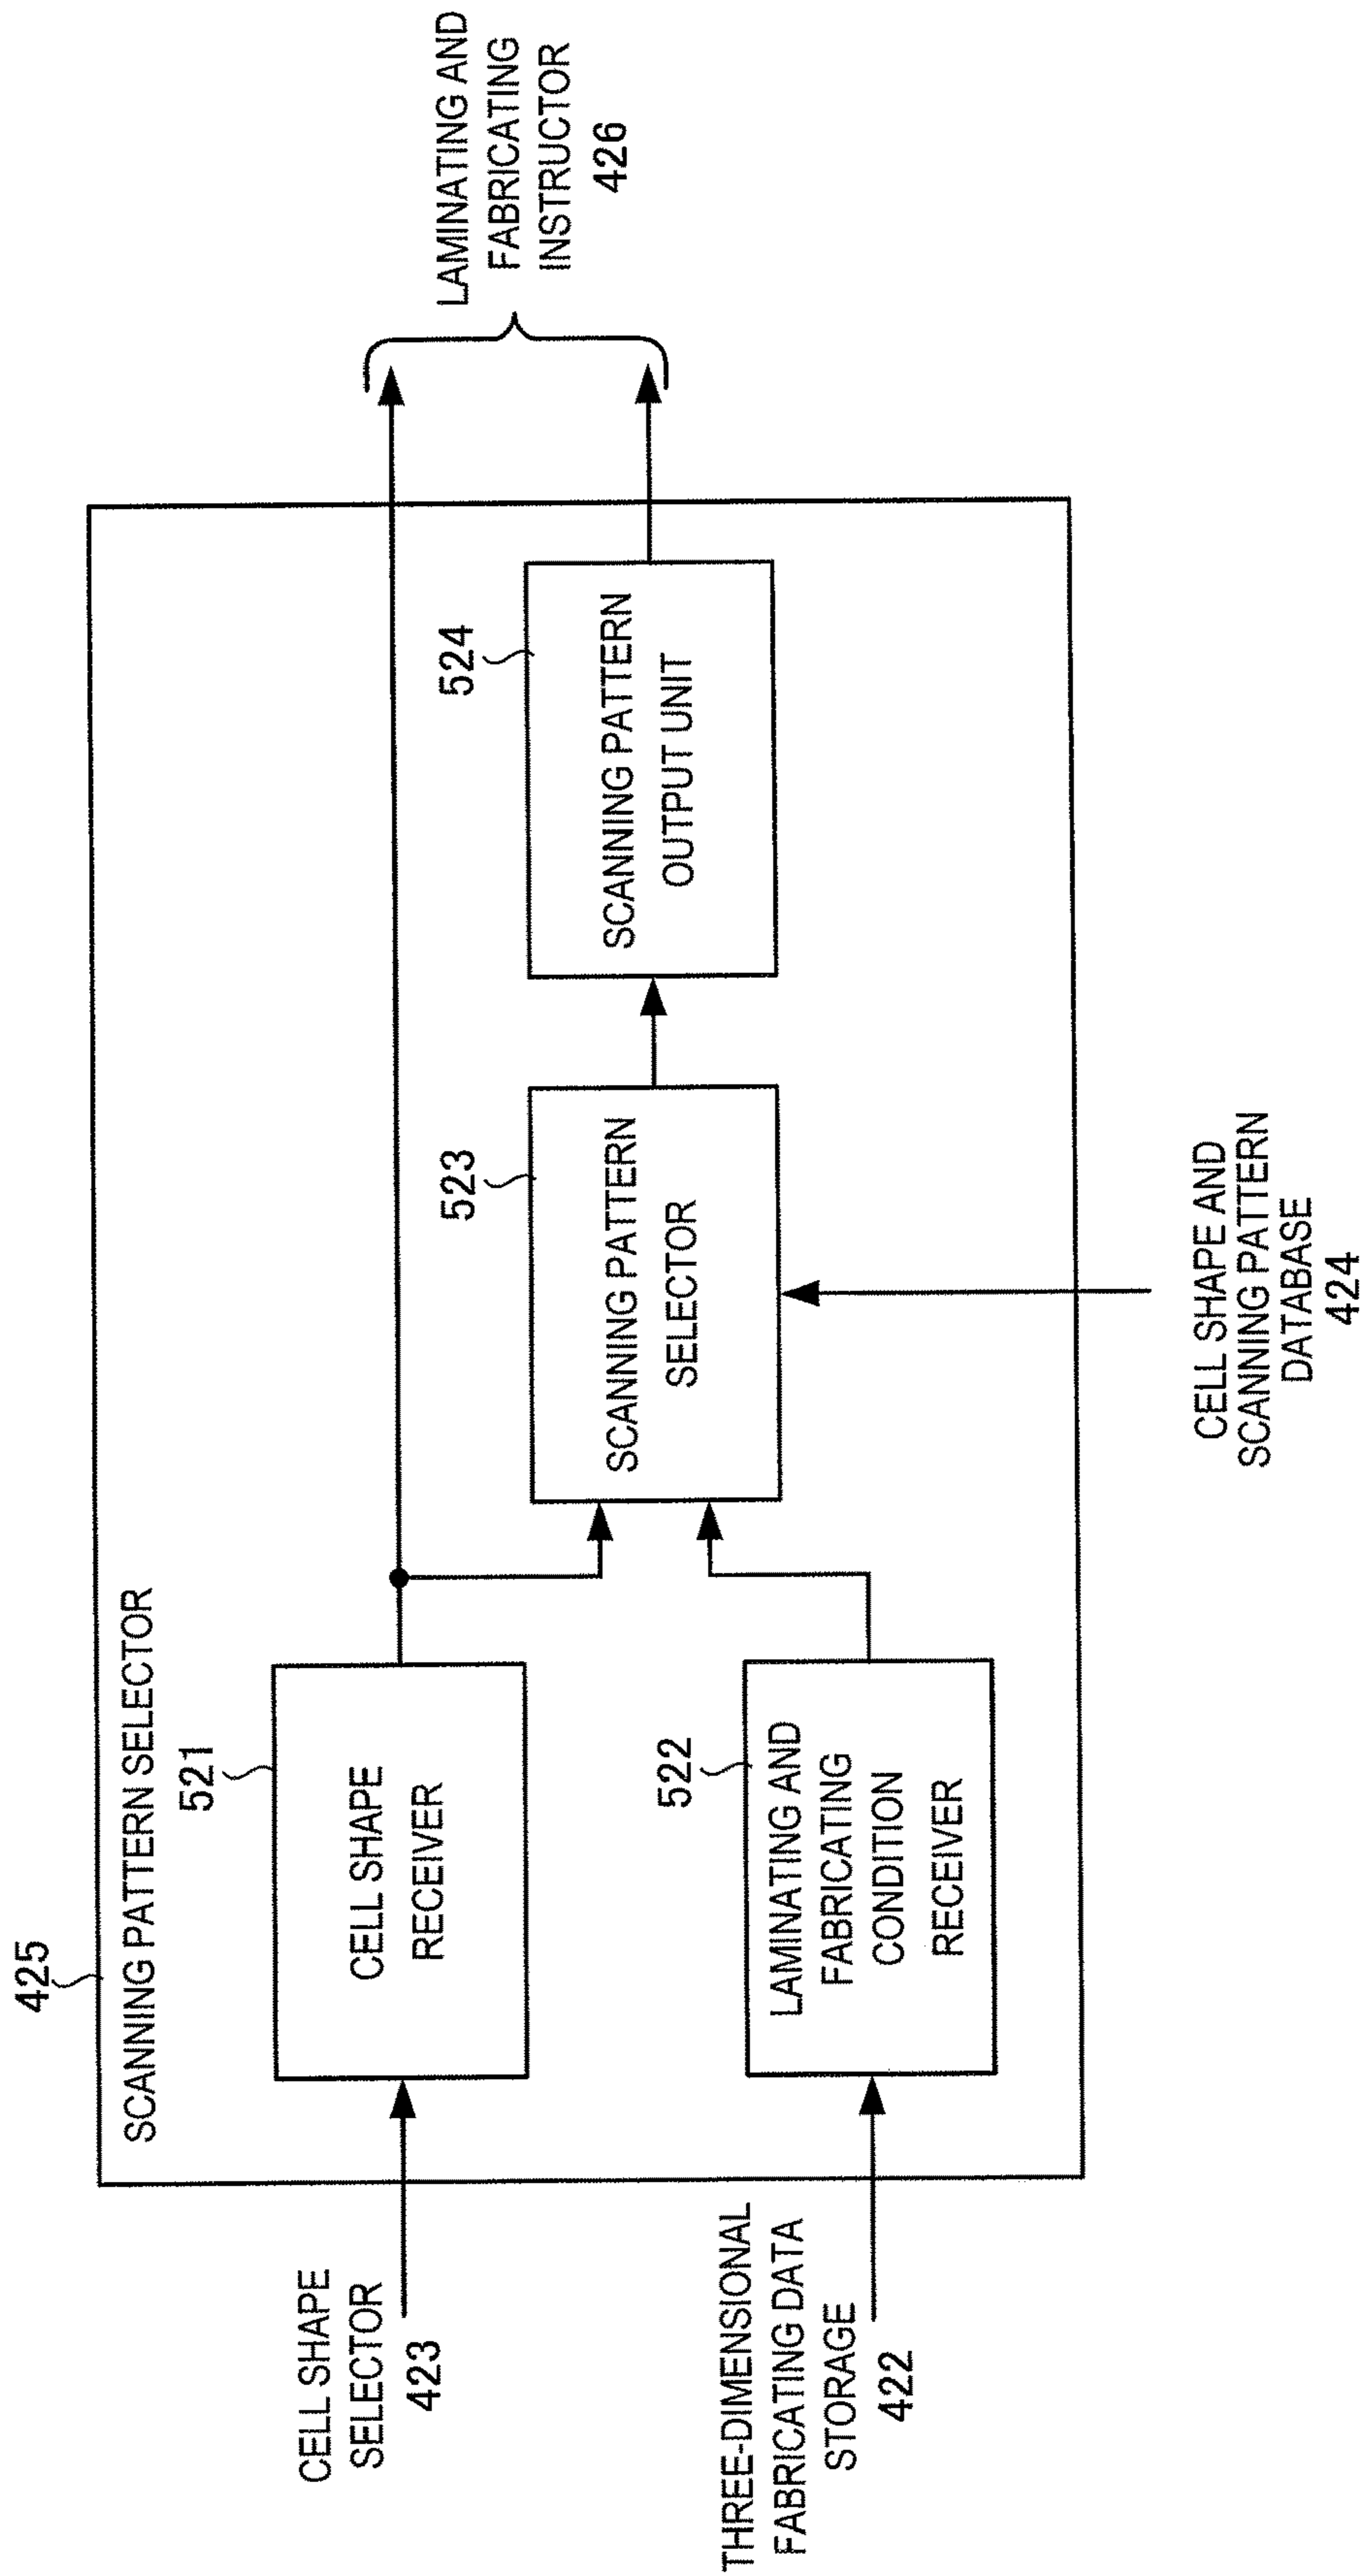 425
SCANNING PATTERN SELECTOR
CELL SHAPE
SELECTOR
423
521
CELL SHAPE
RECEIVER
THREE-DIMENSIONAL
FABRICATING DATA
STORAGE
422
522
LAMINATING AND
FABRICATING
CONDITION
RECEIVER
523
SCANNING PATTERN
SELECTOR
CELL SHAPE AND
SCANNING PATTERN
DATABASE
424
524
SCANNING PATTERN
OUTPUT UNIT
LAMINATING AND
FABRICATING
INSTRUCTOR
426